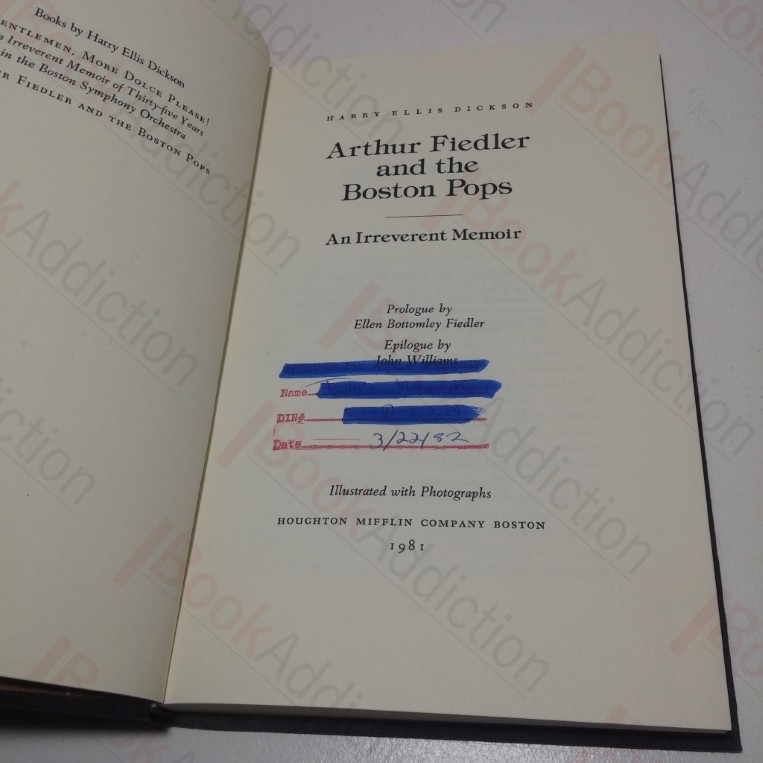 Books by Harry Ellis Dickson
ENTLEMEN, MORE DOLCE PLEASE!
n Irreverent Memoir of Thirty-five Years
in the Boston Symphony Orchestra
UR FIEDLER AND THE BOSTON POPS
HARRY ELLIS DICKSON
Arthur Fiedler
and the
Boston Pops
An Irreverent Memoir
Prologue by
Ellen Bottomley Fiedler
Epilogue by
John Williams
Name
DIN#
Date 3/22/82
Illustrated with Photographs
HOUGHTON MIFFLIN COMPANY BOSTON
1981
BookAddiction